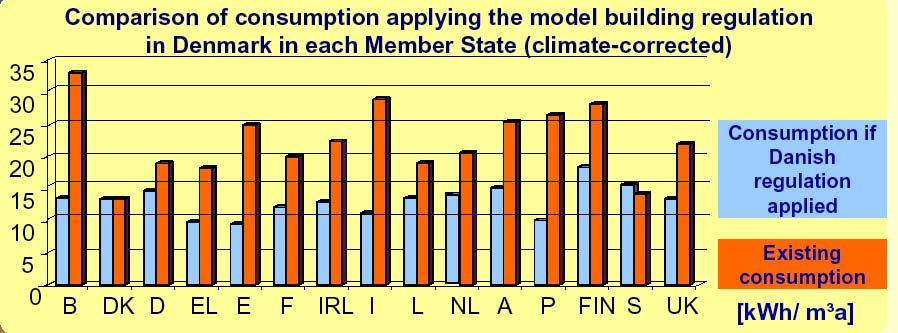 Comparison of consumption applying the model building regulation
in Denmark in each Member State (climate-corrected)
35
30
25
20
15
10
5
0
B DK D EL E F IRL I L NL A P FIN S UK
Consumption if
Danish
regulation
applied
Existing
consumption
[kWh/ m³a]